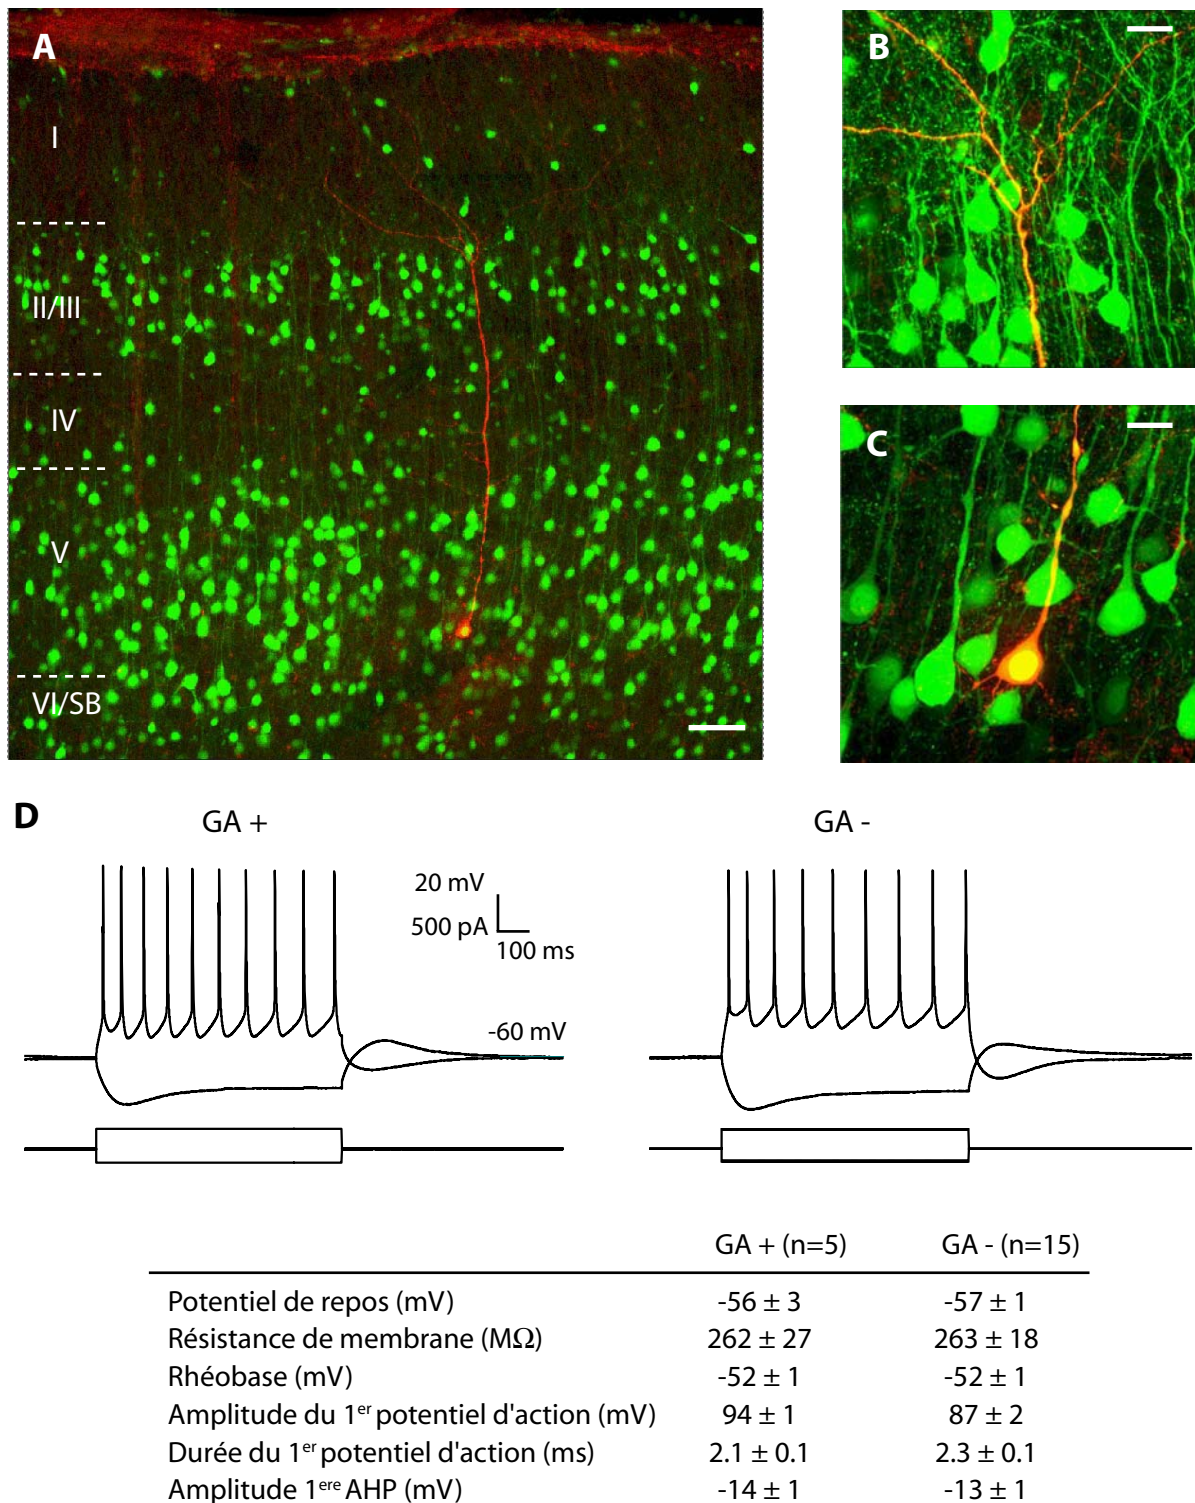 A
B
I
II/III
IV
C
V
VI/SB
D
GA +
GA -
20 mV
500 pA
100 ms
-60 mV
GA + (n=5) GA - (n=15)
Potentiel de repos (mV) -56 ± 3 -57 ± 1
Résistance de membrane (MΩ) 262 ± 27 263 ± 18
Rhéobase (mV) -52 ± 1 -52 ± 1
Amplitude du 1er potentiel d'action (mV) 94 ± 1 87 ± 2
Durée du 1er potentiel d'action (ms) 2.1 ± 0.1 2.3 ± 0.1
Amplitude 1ere AHP (mV) -14 ± 1 -13 ± 1